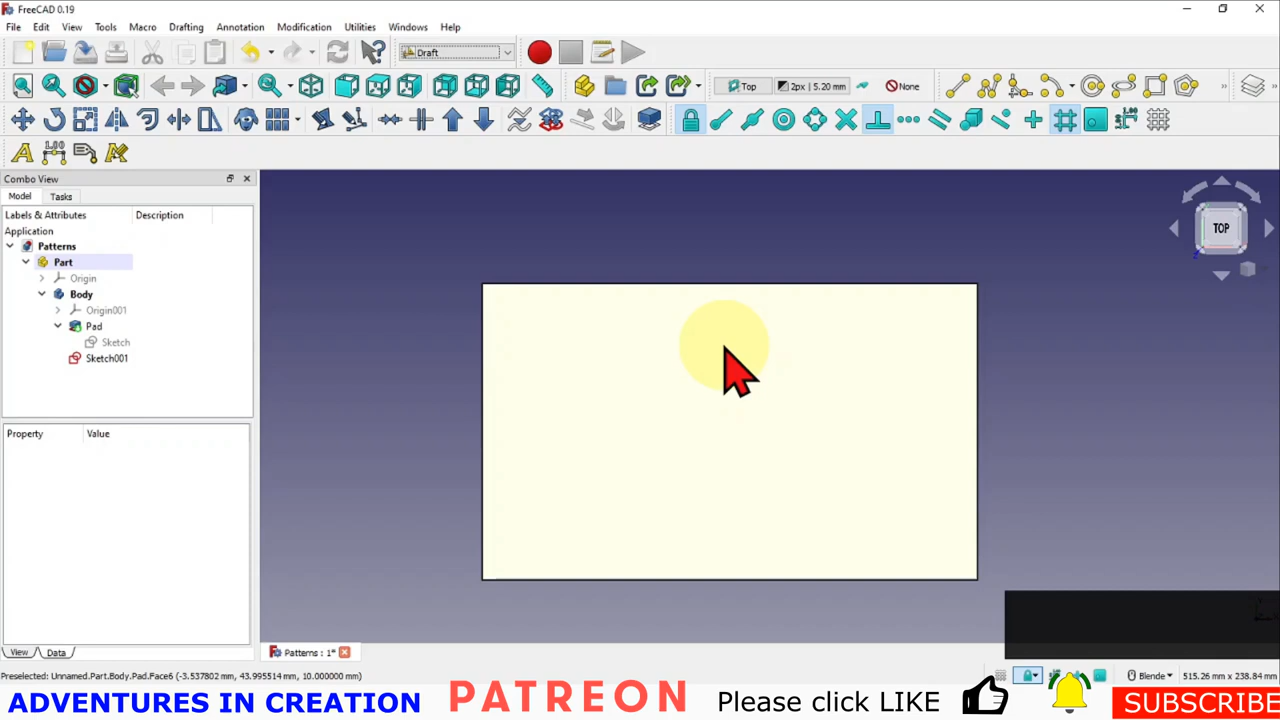 FreeCAD 0.19
File Edit View Tools Macro Drafting Annotation Modification Utilities Windows Help
Draft
Top 2px | 5.20 mm None
Combo View
Model Tasks
Labels & Attributes Description
Application
Patterns
Part
Origin
Body
Origin001
Pad
Sketch
Sketch001
TOP
Property Value
View Data
Patterns : 1*
Preselected: Unnamed.Part.Body.Pad.Face6 (-3.537802 mm, 43.995514 mm, 10.000000 mm)
Blende 515.26 mm x 238.84 mm
ADVENTURES IN CREATION PATREON Please click LIKE SUBSCRIBE